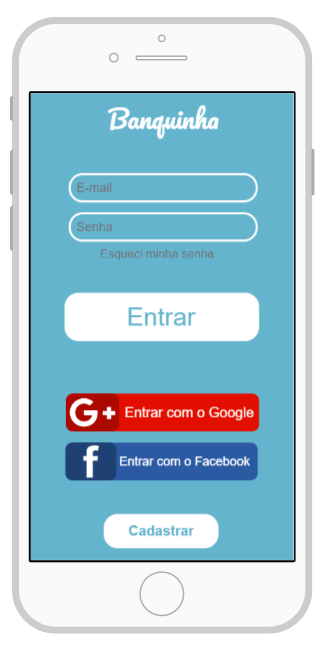 Banquinha
E-mail
Senha
Esqueci minha senha
Entrar
G+ Entrar com o Google
f Entrar com o Facebook
Cadastrar